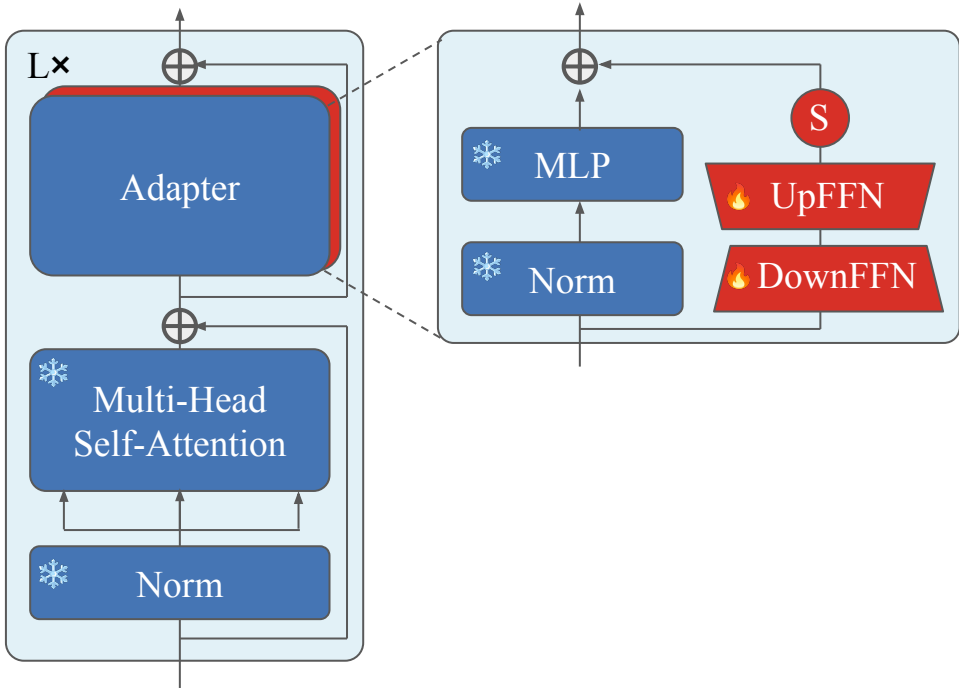 L×
Adapter
Multi-Head
Self-Attention
Norm
MLP
Norm
S
UpFFN
DownFFN